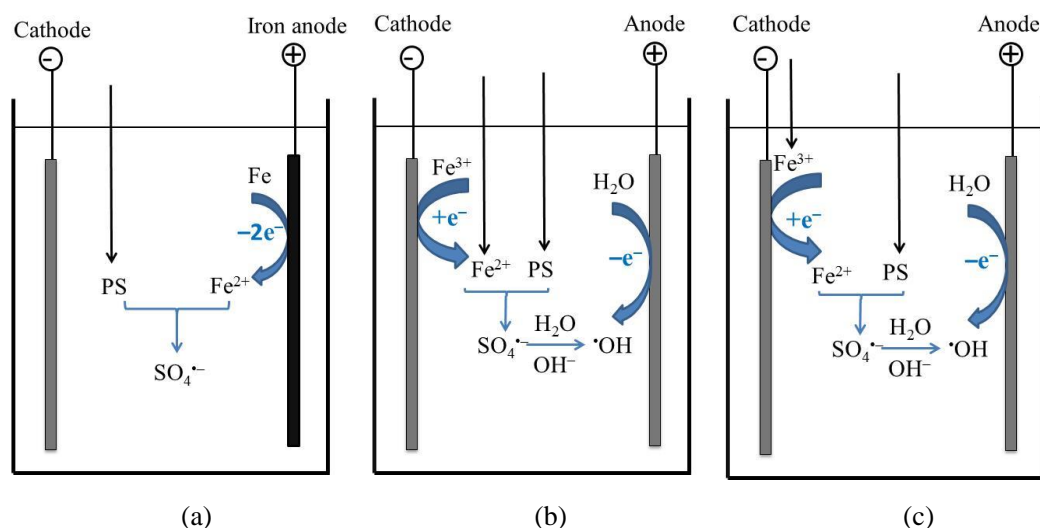 Cathode
Iron anode
−
+
Fe
−2e⁻
PS
Fe²⁺
SO₄•⁻
(a)
Cathode
Anode
−
+
Fe³⁺
+e⁻
H₂O
−e⁻
Fe²⁺
PS
SO₄•⁻
H₂O
OH⁻
•OH
(b)
Cathode
Anode
−
+
Fe³⁺
+e⁻
H₂O
−e⁻
Fe²⁺
PS
SO₄•⁻
H₂O
OH⁻
•OH
(c)